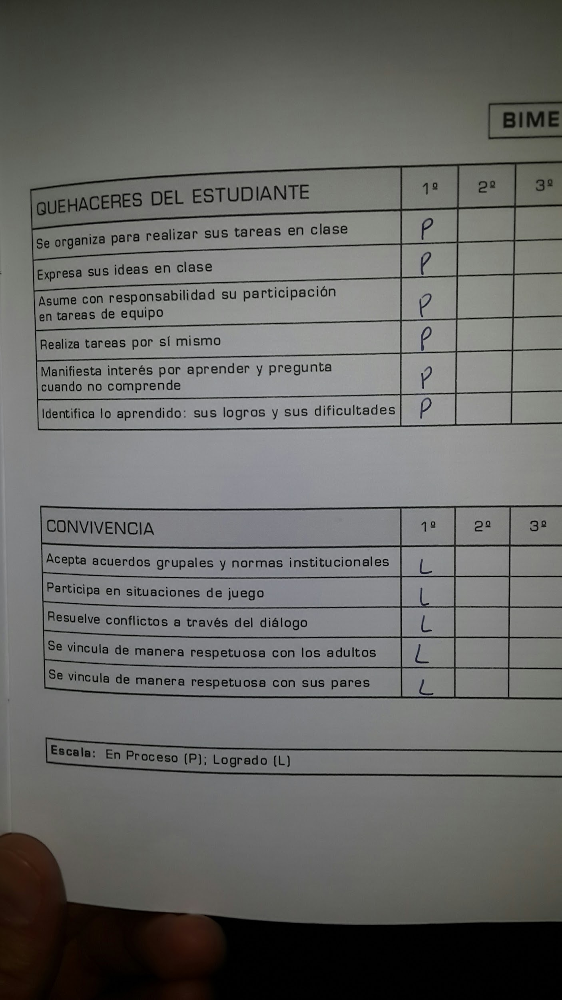 BIME
QUEHACERES DEL ESTUDIANTE 1º 2º 3º
Se organiza para realizar sus tareas en clase P
Expresa sus ideas en clase P
Asume con responsabilidad su participación
en tareas de equipo P
Realiza tareas por sí mismo P
Manifiesta interés por aprender y pregunta
cuando no comprende P
Identifica lo aprendido: sus logros y sus dificultades P
CONVIVENCIA 1º 2º 3º
Acepta acuerdos grupales y normas institucionales L
Participa en situaciones de juego L
Resuelve conflictos a través del diálogo L
Se vincula de manera respetuosa con los adultos L
Se vincula de manera respetuosa con sus pares L
Escala: En Proceso (P); Logrado (L)